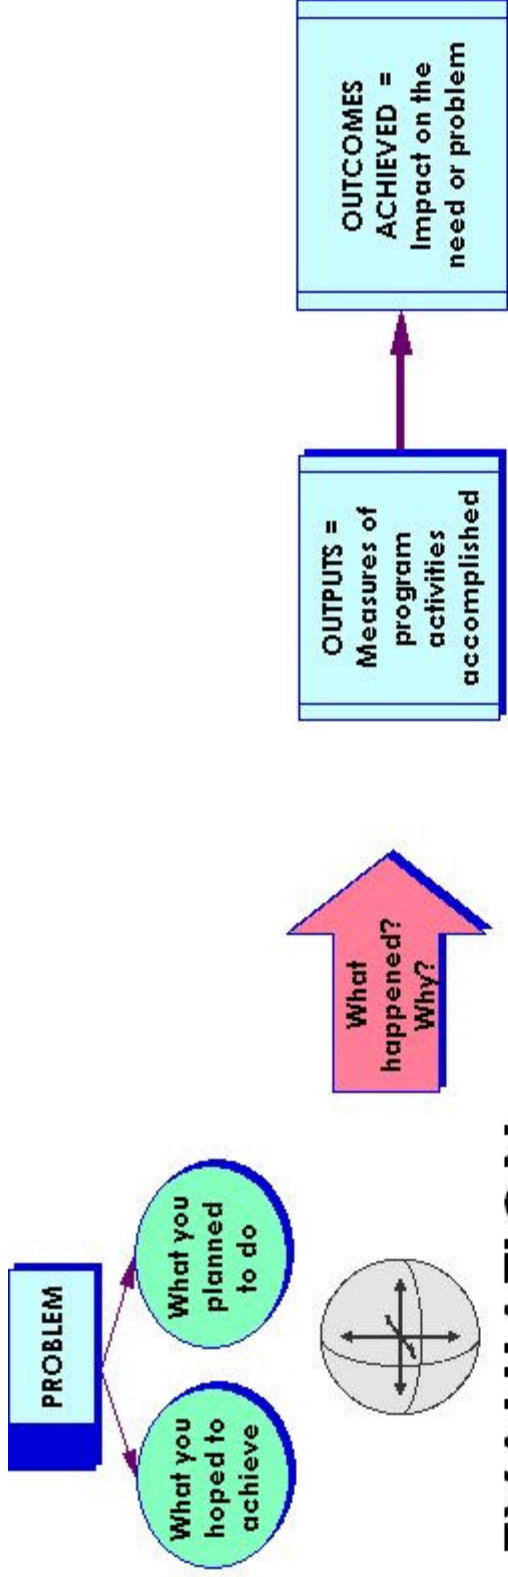 PROBLEM
What you
hoped to
achieve
What you
planned
to do
What
happened?
Why?
OUTPUTS =
Measures of
program
activities
accomplished
OUTCOMES
ACHIEVED =
Impact on the
need or problem